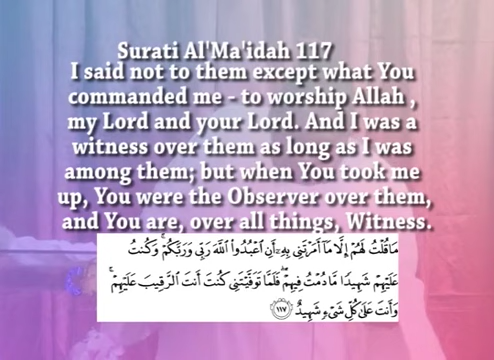 Surati Al'Ma'idah 117
I said not to them except what You
commanded me - to worship Allah ,
my Lord and your Lord. And I was a
witness over them as long as I was
among them; but when You took me
up, You were the Observer over them,
and You are, over all things, Witness.
مَا قُلْتُ لَهُمْ إِلَّا مَآ أَمَرْتَنِى بِهِۦٓ أَنِ ٱعْبُدُوا۟ ٱللَّهَ رَبِّى وَرَبَّكُمْ ۚ وَكُنتُ
عَلَيْهِمْ شَهِيدًا مَّا دُمْتُ فِيهِمْ ۖ فَلَمَّا تَوَفَّيْتَنِى كُنتَ أَنتَ ٱلرَّقِيبَ عَلَيْهِمْ ۚ
وَأَنتَ عَلَىٰ كُلِّ شَىْءٍ شَهِيدٌ ١١٧